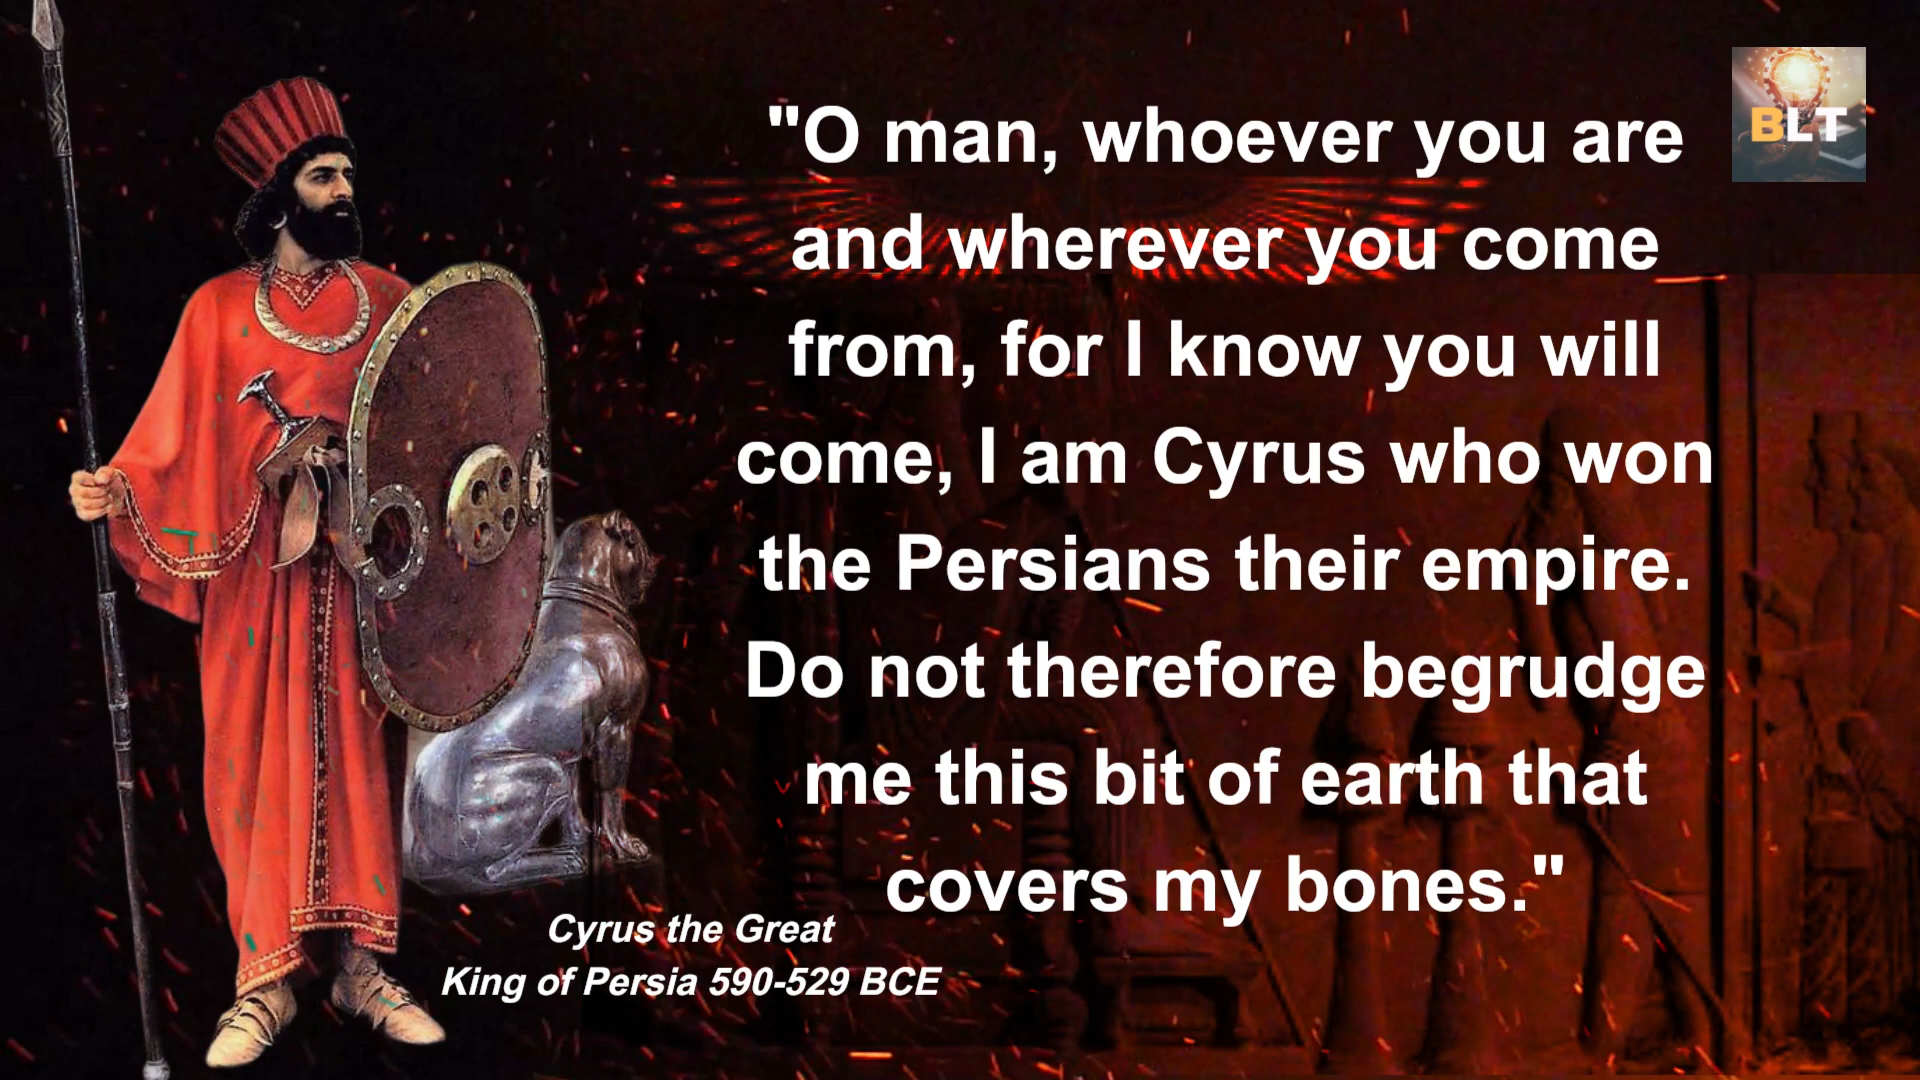 BLT
"O man, whoever you are
and wherever you come
from, for I know you will
come, I am Cyrus who won
the Persians their empire.
Do not therefore begrudge
me this bit of earth that
covers my bones."
Cyrus the Great
King of Persia 590-529 BCE